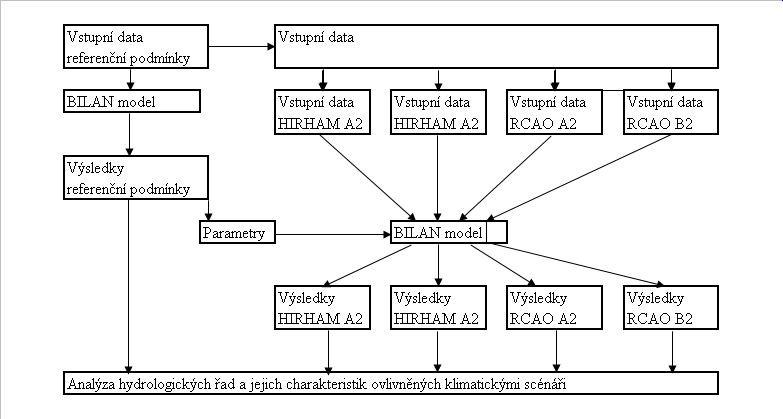 Vstupní data
referenční podmínky
Vstupní data
BILAN model
Vstupní data
HIRHAM A2
Vstupní data
HIRHAM A2
Vstupní data
RCAO A2
Vstupní data
RCAO B2
Výsledky
referenční podmínky
Parametry
BILAN model
Výsledky
HIRHAM A2
Výsledky
HIRHAM A2
Výsledky
RCAO A2
Výsledky
RCAO B2
Analýza hydrologických řad a jejich charakteristik ovlivněných klimatickými scénáři